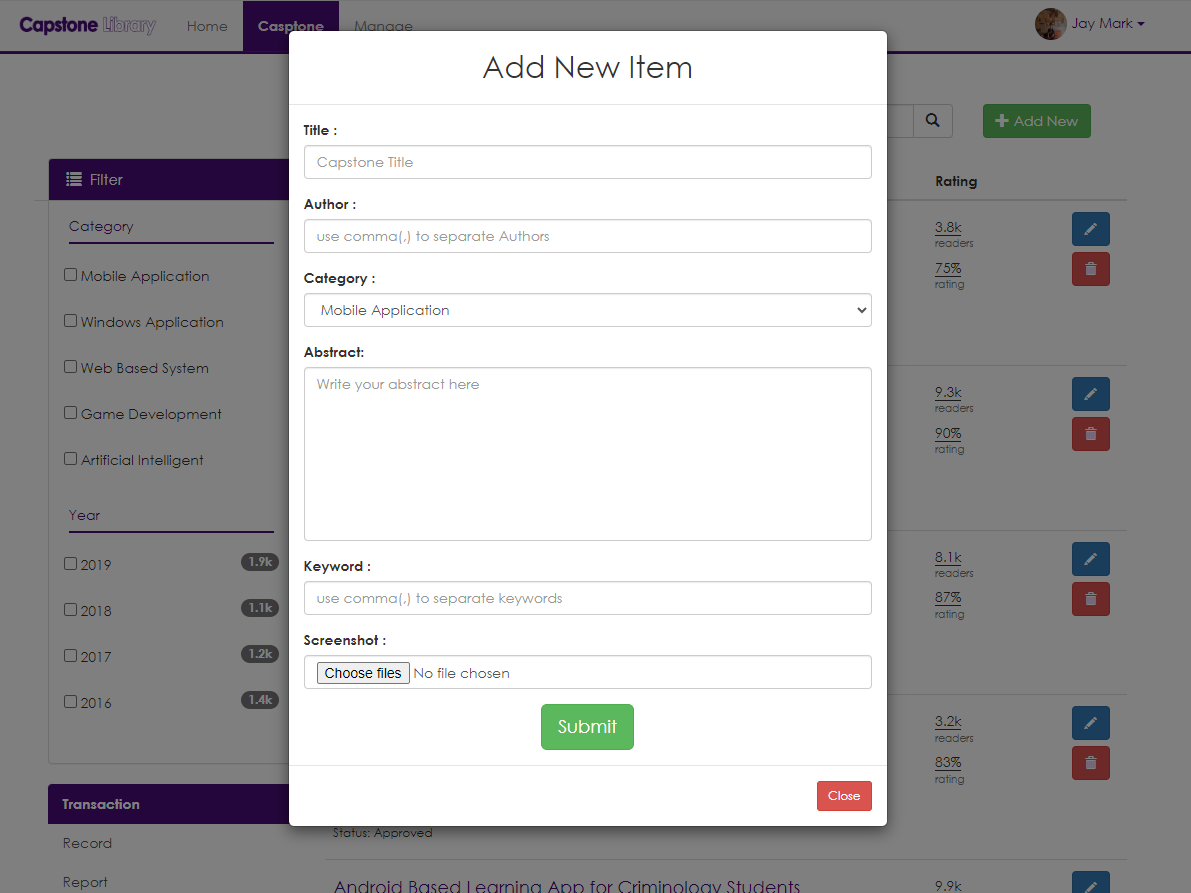 Capstone Library
Home
Casptone
Manage
Jay Mark
Add New Item
Add New
Title :
Capstone Title
Author :
use comma(,) to separate Authors
Category :
Mobile Application
Abstract:
Write your abstract here
Keyword :
use comma(,) to separate keywords
Screenshot :
Choose files No file chosen
Submit
Close
Filter
Category
Mobile Application
Windows Application
Web Based System
Game Development
Artificial Intelligent
Year
2019 1.9k
2018 1.1k
2017 1.2k
2016 1.4k
Transaction
Record
Report
Rating
3.8k
readers
75%
rating
9.3k
readers
90%
rating
8.1k
readers
87%
rating
3.2k
readers
83%
rating
Status: Approved
Android Based Learning App for Criminology Students
9.9k